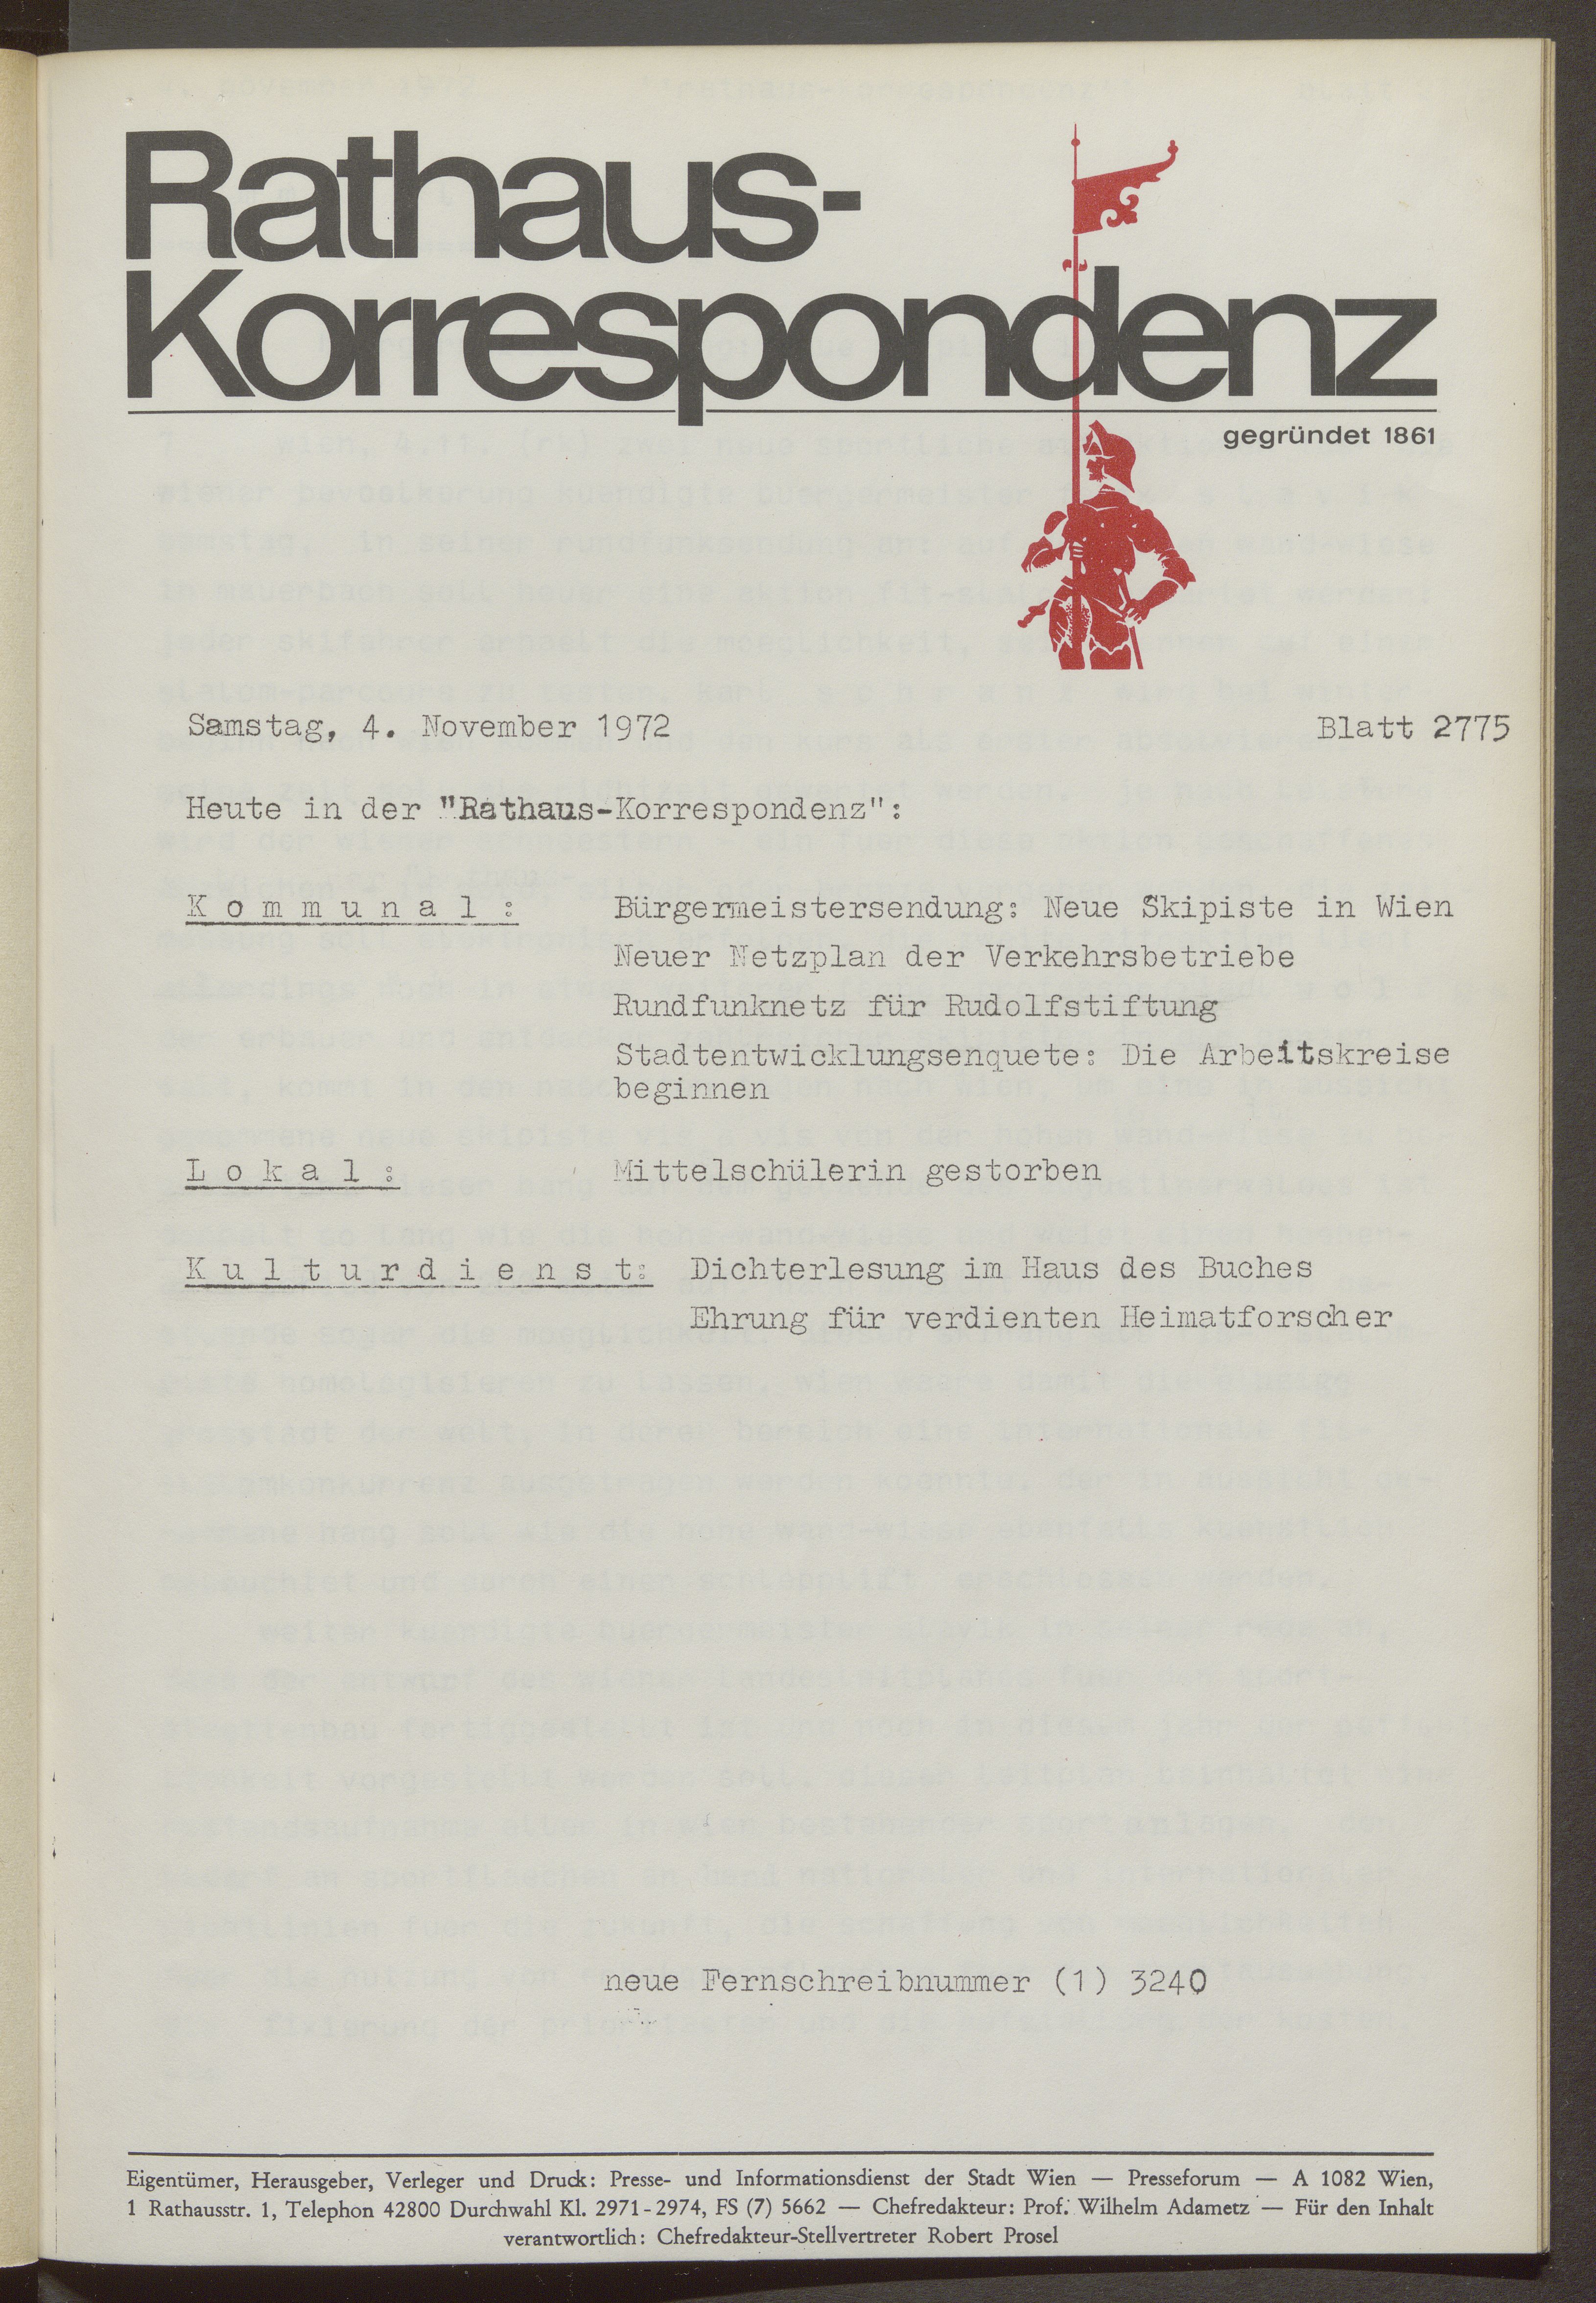 Rathaus-
Korrespondenz
gegründet 1861
Samstag, 4. November 1972 Blatt 2775
Heute in der "Rathaus-Korrespondenz":
K o m m u n a l : Bürgermeistersendung: Neue Skipiste in Wien
Neuer Netzplan der Verkehrsbetriebe
Rundfunknetz für Rudolfstiftung
Stadtentwicklungsenquete: Die Arbeitskreise
beginnen
L o k a l : Mittelschülerin gestorben
K u l t u r d i e n s t: Dichterlesung im Haus des Buches
Ehrung für verdienten Heimatforscher
neue Fernschreibnummer (1) 3240
Eigentümer, Herausgeber, Verleger und Druck: Presse- und Informationsdienst der Stadt Wien — Presseforum — A 1082 Wien,
1 Rathausstr. 1, Telephon 42800 Durchwahl Kl. 2971-2974, FS (7) 5662 — Chefredakteur: Prof. Wilhelm Adametz — Für den Inhalt
verantwortlich: Chefredakteur-Stellvertreter Robert Prosel